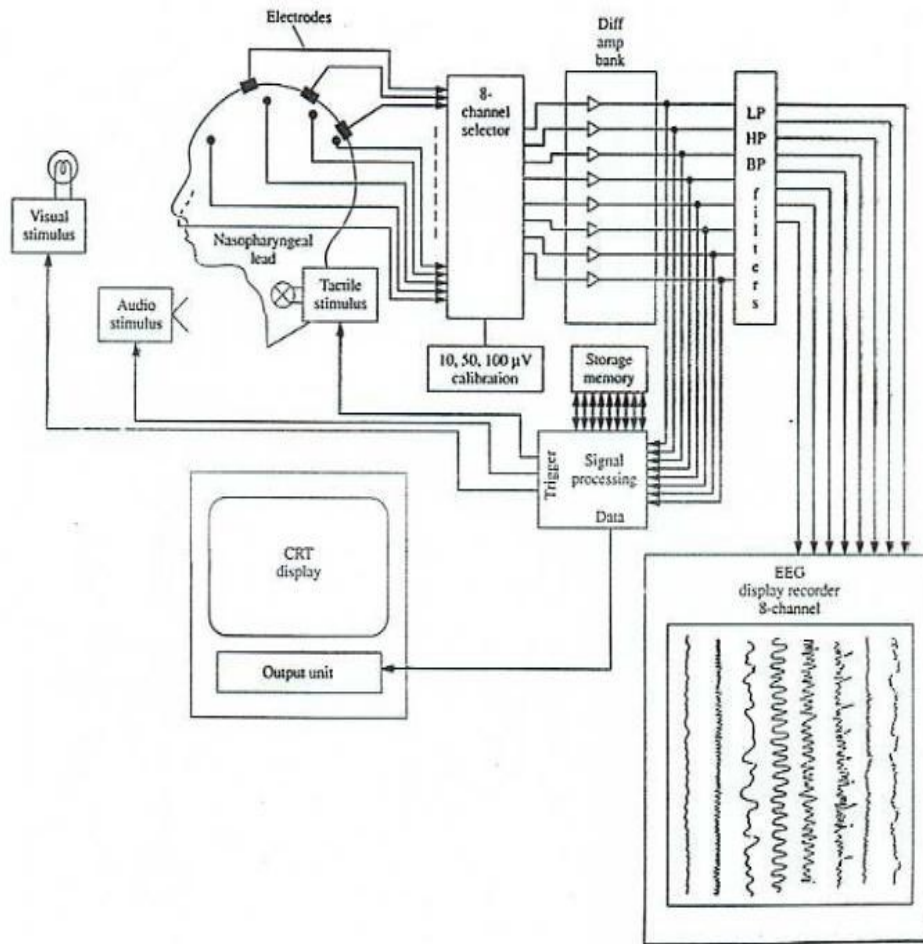 Electrodes
Diff
amp
bank
8-
channel
selector
LP
HP
BP
f
i
l
t
e
r
s
Visual
stimulus
Nasopharyngeal
lead
Tactile
stimulus
Audio
stimulus
10, 50, 100 µV
calibration
Storage
memory
Trigger
Signal
processing
Data
CRT
display
EEG
display recorder
8-channel
Output unit